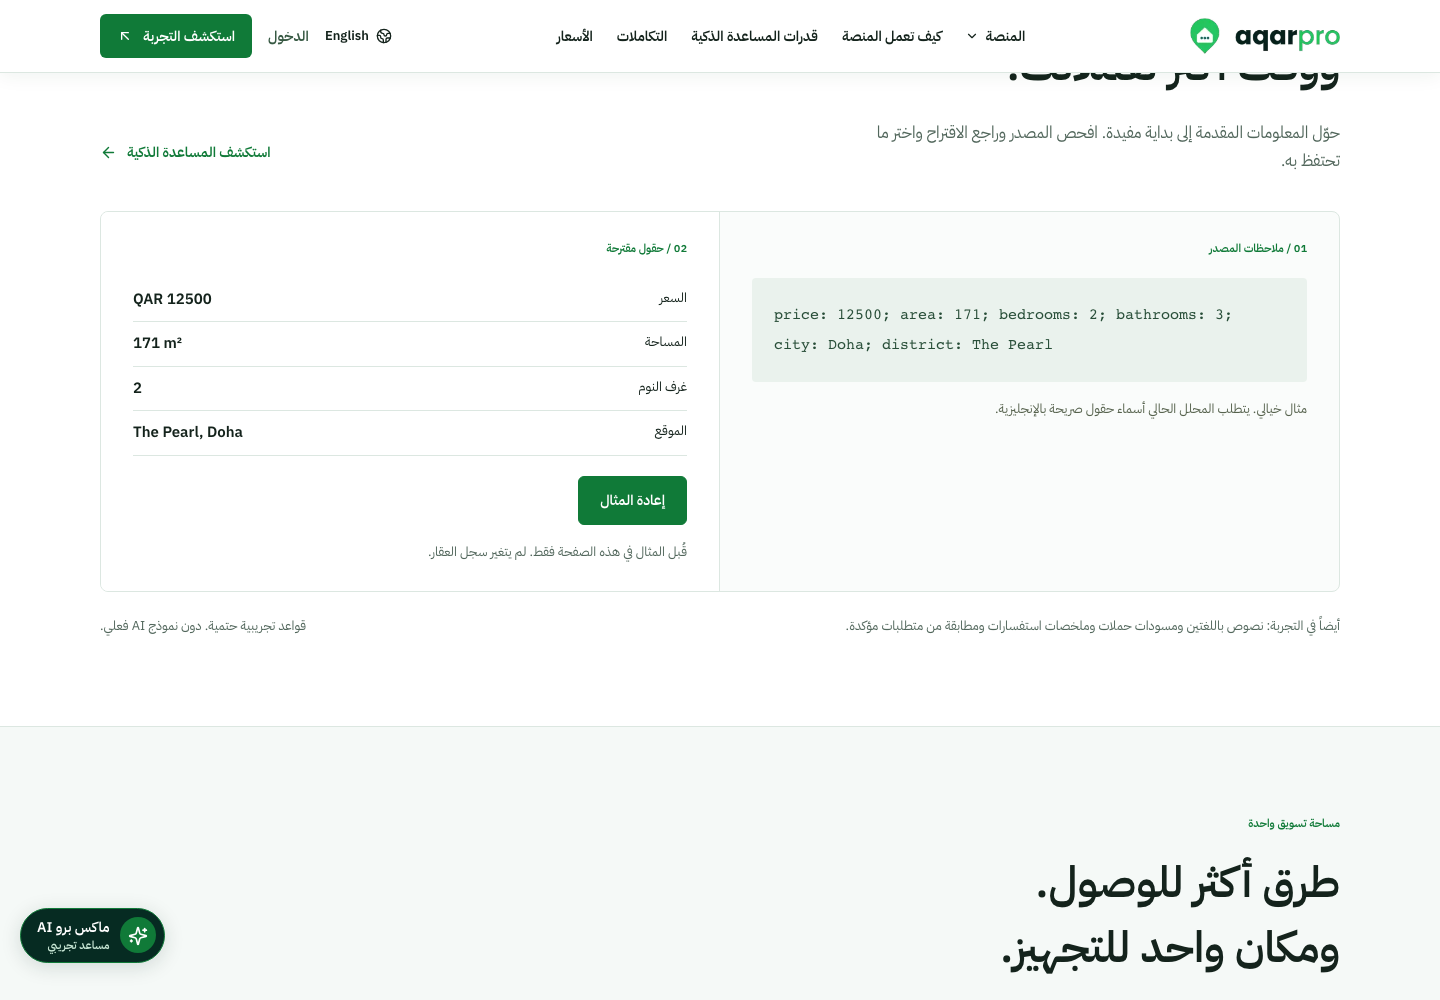 aqarpro
المنصة
كيف تعمل المنصة
قدرات المساعدة الذكية
التكاملات
الأسعار
English
الدخول
استكشف التجربة
حوّل المعلومات المقدمة إلى بداية مفيدة. افحص المصدر وراجع الاقتراح واختر ما
تحتفظ به.
استكشف المساعدة الذكية
01 / ملاحظات المصدر
price: 12500; area: 171; bedrooms: 2; bathrooms: 3;
city: Doha; district: The Pearl
مثال خيالي. يتطلب المحلل الحالي أسماء حقول صريحة بالإنجليزية.
02 / حقول مقترحة
السعر QAR 12500
المساحة 171 m²
غرف النوم 2
الموقع The Pearl, Doha
إعادة المثال
قُبل المثال في هذه الصفحة فقط. لم يتغير سجل العقار.
أيضاً في التجربة: نصوص باللغتين ومسودات حملات وملخصات استفسارات ومطابقة من متطلبات مؤكدة.
قواعد تجريبية حتمية. دون نموذج AI فعلي.
مساحة تسويق واحدة
طرق أكثر للوصول.
ومكان واحد للتجهيز.
ماكس برو AI
مساعد تجريبي